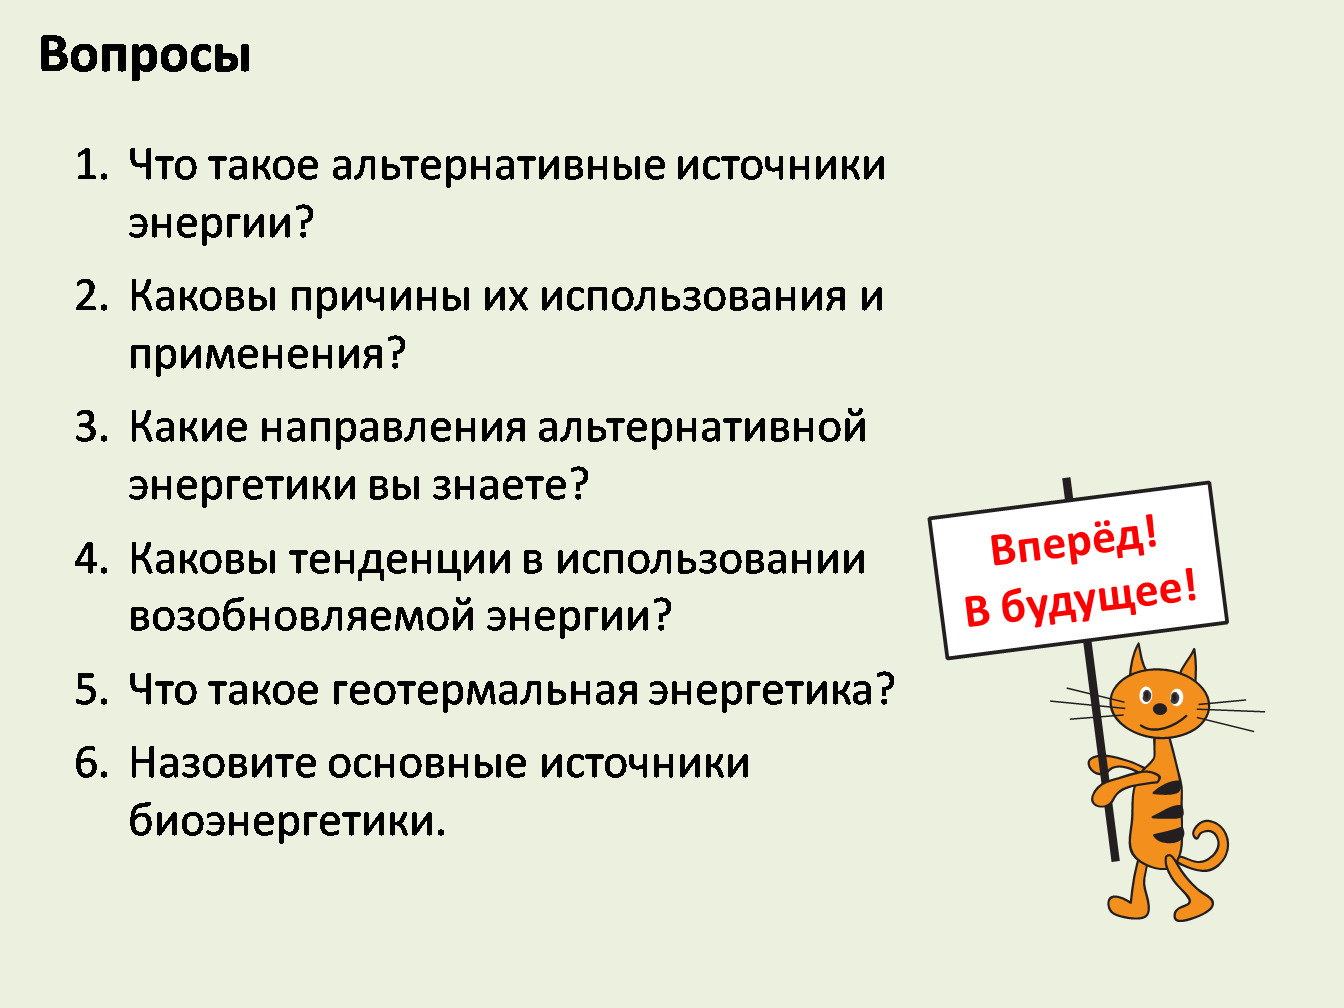 Вопросы
1. Что такое альтернативные источники
энергии?
2. Каковы причины их использования и
применения?
3. Какие направления альтернативной
энергетики вы знаете?
4. Каковы тенденции в использовании
возобновляемой энергии?
5. Что такое геотермальная энергетика?
6. Назовите основные источники
биоэнергетики.
Вперёд!
В будущее!